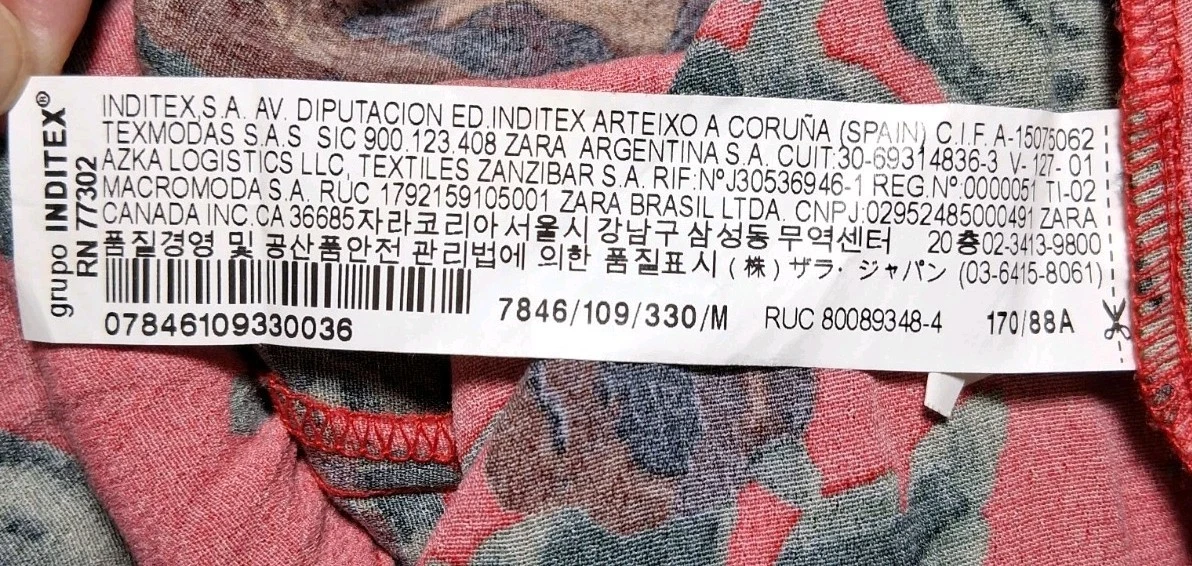 grupo INDITEX®
RN 77302
INDITEX,S.A. AV. DIPUTACION ED.INDITEX ARTEIXO A CORUÑA (SPAIN) C.I.F. A-15075062
TEXMODAS S.A.S SIC 900.123.408 ZARA ARGENTINA S.A. CUIT:30-69314836-3 V-127-01
AZKA LOGISTICS LLC, TEXTILES ZANZIBAR S.A. RIF:NºJ30536946-1 REG.Nº:0000051 TI-02
MACROMODA S.A. RUC 1792159105001 ZARA BRASIL LTDA. CNPJ:02952485000491 ZARA
CANADA INC.CA 36685자라코리아 서울시 강남구 삼성동 무역센터 20층02-3413-9800
품질경영 및 공산품안전 관리법에 의한 품질표시 (株) ザラ・ジャパン (03-6415-8061)
07846109330036
7846/109/330/M RUC 80089348-4 170/88A